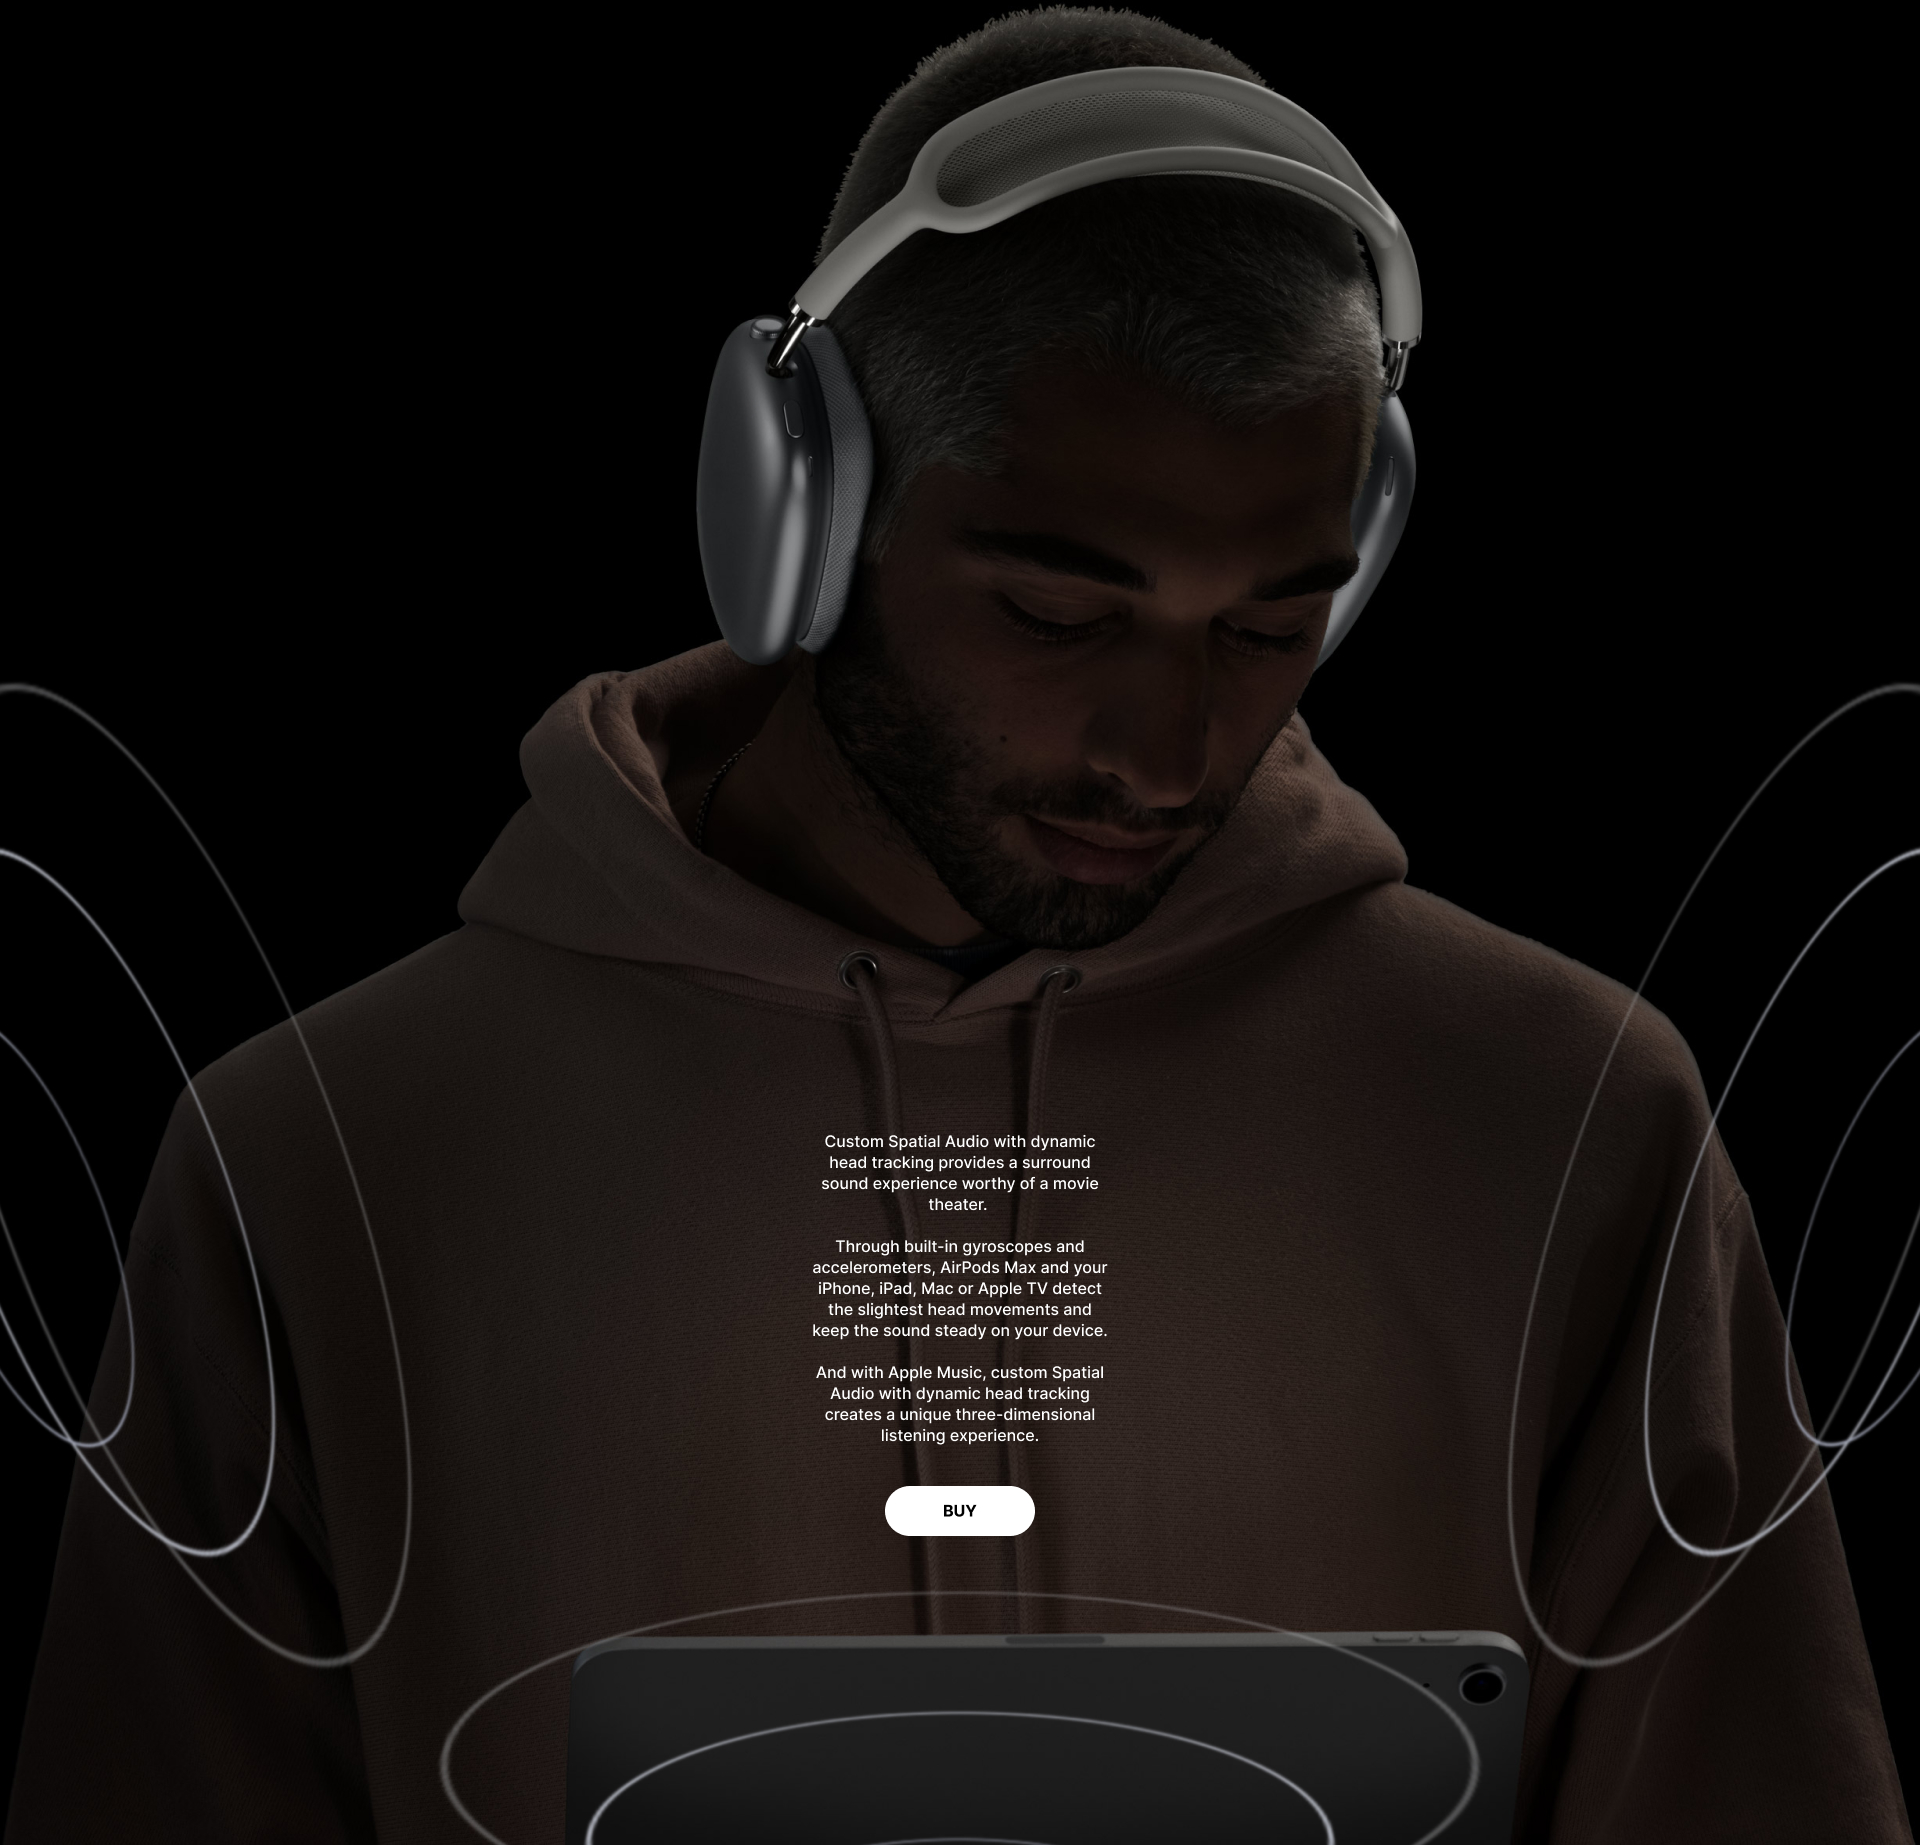 Custom Spatial Audio with dynamic
head tracking provides a surround
sound experience worthy of a movie
theater.
Through built-in gyroscopes and
accelerometers, AirPods Max and your
iPhone, iPad, Mac or Apple TV detect
the slightest head movements and
keep the sound steady on your device.
And with Apple Music, custom Spatial
Audio with dynamic head tracking
creates a unique three-dimensional
listening experience.
BUY